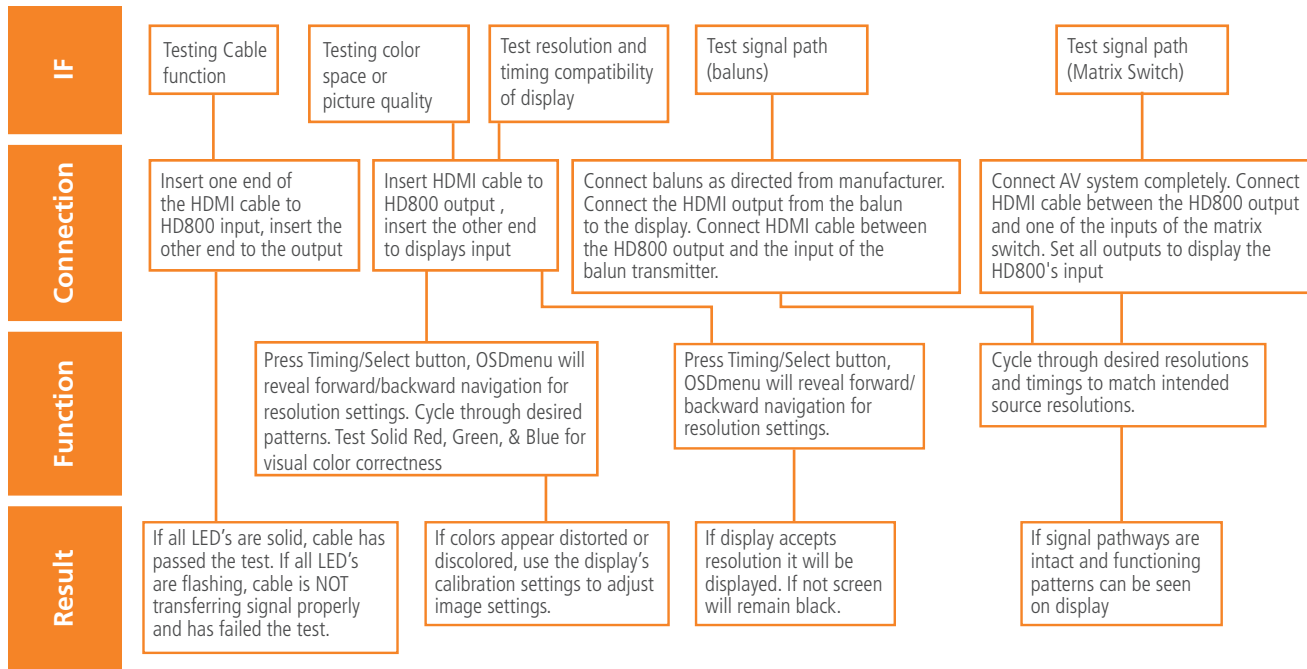 IF
Testing Cable
function
Testing color
space or
picture quality
Test resolution and
timing compatibility
of display
Test signal path
(baluns)
Test signal path
(Matrix Switch)
Connection
Insert one end of
the HDMI cable to
HD800 input, insert the
other end to the output
Insert HDMI cable to
HD800 output ,
insert the other end
to displays input
Connect baluns as directed from manufacturer.
Connect the HDMI output from the balun
to the display. Connect HDMI cable between
the HD800 output and the input of the
balun transmitter.
Connect AV system completely. Connect
HDMI cable between the HD800 output
and one of the inputs of the matrix
switch. Set all outputs to display the
HD800's input
Function
Press Timing/Select button, OSDmenu will
reveal forward/backward navigation for
resolution settings. Cycle through desired
patterns. Test Solid Red, Green, & Blue for
visual color correctness
Press Timing/Select button,
OSDmenu will reveal forward/
backward navigation for
resolution settings.
Cycle through desired resolutions
and timings to match intended
source resolutions.
Result
If all LED’s are solid, cable has
passed the test. If all LED’s
are flashing, cable is NOT
transferring signal properly
and has failed the test.
If colors appear distorted or
discolored, use the display’s
calibration settings to adjust
image settings.
If display accepts
resolution it will be
displayed. If not screen
will remain black.
If signal pathways are
intact and functioning
patterns can be seen
on display